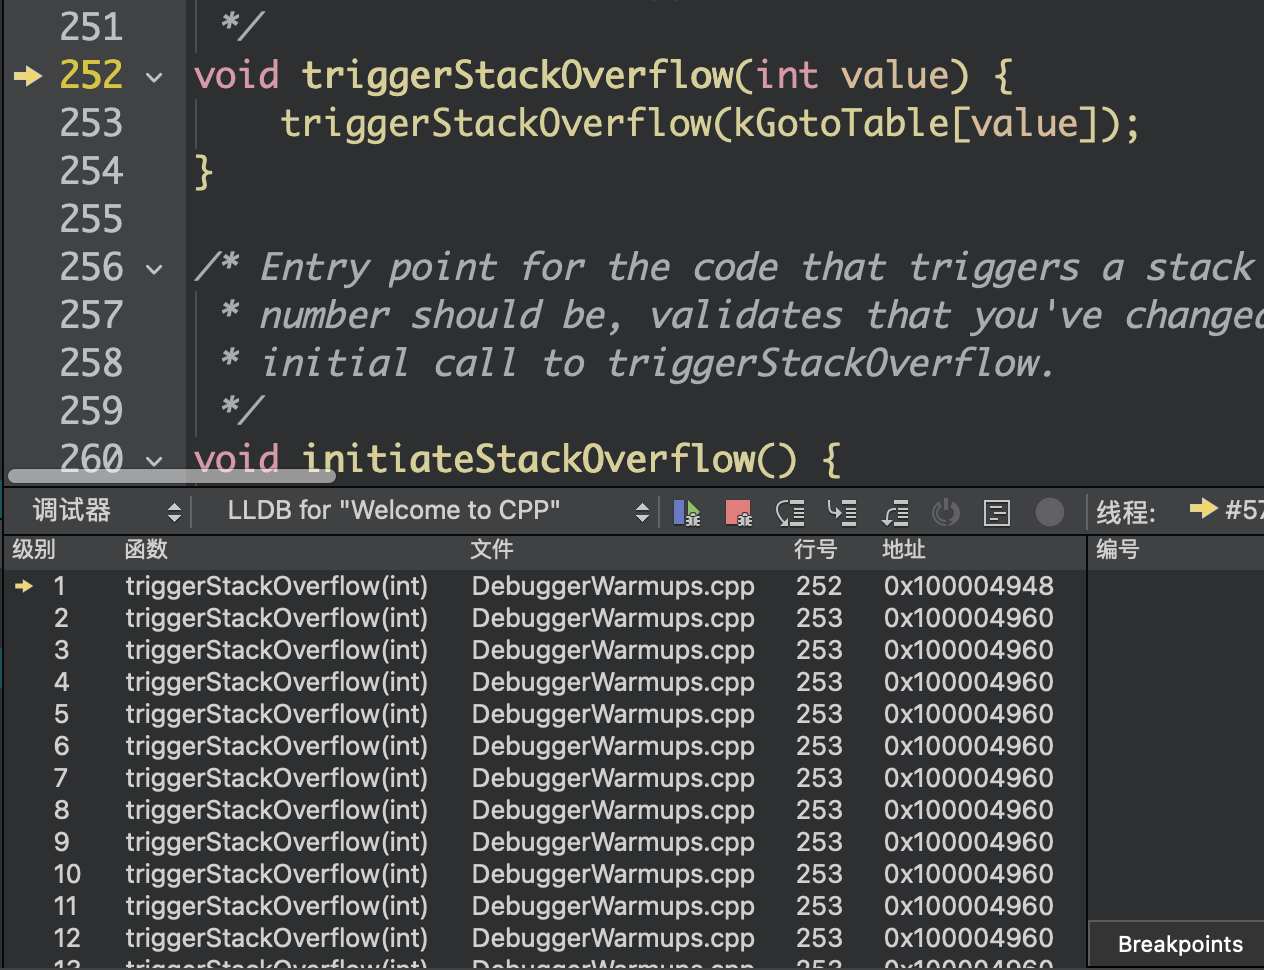 251 */
252 void triggerStackOverflow(int value) {
253 triggerStackOverflow(kGotoTable[value]);
254 }
255
256 /* Entry point for the code that triggers a stack
257 * number should be, validates that you've changed
258 * initial call to triggerStackOverflow.
259 */
260 void initiateStackOverflow() {
调试器 LLDB for "Welcome to CPP" 线程: #57
级别 函数 文件 行号 地址 编号
1 triggerStackOverflow(int) DebuggerWarmups.cpp 252 0x100004948
2 triggerStackOverflow(int) DebuggerWarmups.cpp 253 0x100004960
3 triggerStackOverflow(int) DebuggerWarmups.cpp 253 0x100004960
4 triggerStackOverflow(int) DebuggerWarmups.cpp 253 0x100004960
5 triggerStackOverflow(int) DebuggerWarmups.cpp 253 0x100004960
6 triggerStackOverflow(int) DebuggerWarmups.cpp 253 0x100004960
7 triggerStackOverflow(int) DebuggerWarmups.cpp 253 0x100004960
8 triggerStackOverflow(int) DebuggerWarmups.cpp 253 0x100004960
9 triggerStackOverflow(int) DebuggerWarmups.cpp 253 0x100004960
10 triggerStackOverflow(int) DebuggerWarmups.cpp 253 0x100004960
11 triggerStackOverflow(int) DebuggerWarmups.cpp 253 0x100004960
12 triggerStackOverflow(int) DebuggerWarmups.cpp 253 0x100004960
Breakpoints